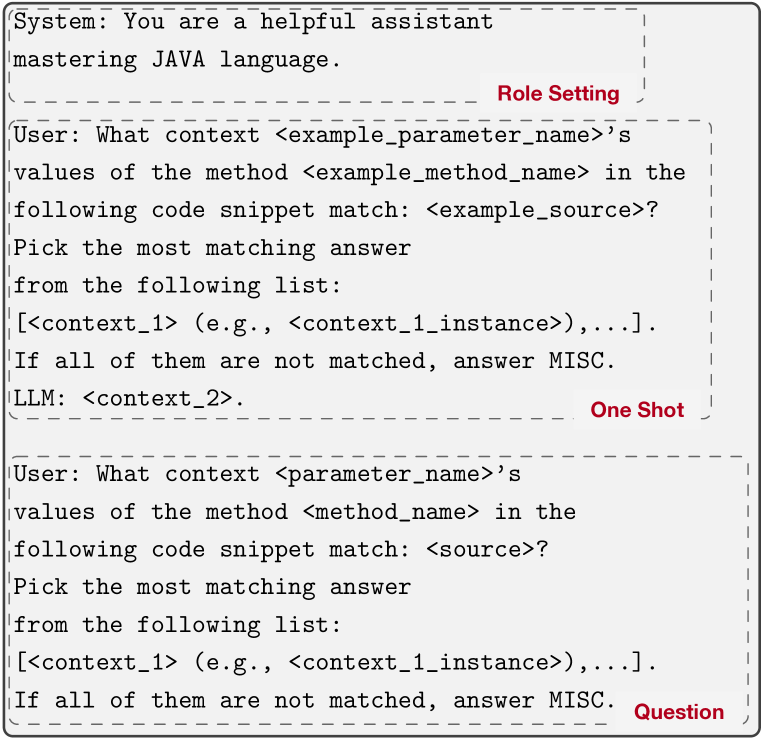 System: You are a helpful assistant
mastering JAVA language.
Role Setting
User: What context <example_parameter_name>’s
values of the method <example_method_name> in the
following code snippet match: <example_source>?
Pick the most matching answer
from the following list:
[<context_1> (e.g., <context_1_instance>),...].
If all of them are not matched, answer MISC.
LLM: <context_2>.
One Shot
User: What context <parameter_name>’s
values of the method <method_name> in the
following code snippet match: <source>?
Pick the most matching answer
from the following list:
[<context_1> (e.g., <context_1_instance>),...].
If all of them are not matched, answer MISC.
Question